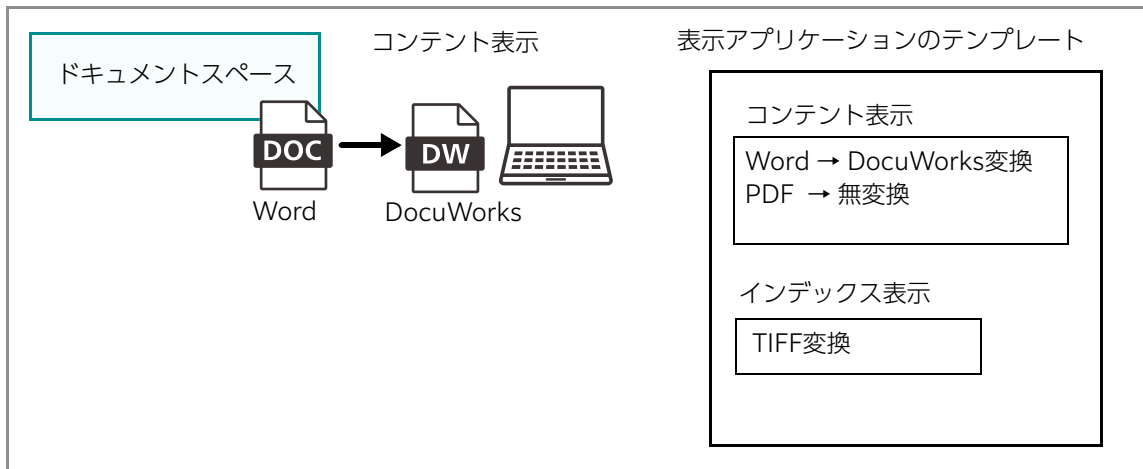 ドキュメントスペース
コンテント表示
DOC
DW
Word
DocuWorks
表示アプリケーションのテンプレート
コンテント表示
Word → DocuWorks変換
PDF → 無変換
インデックス表示
TIFF変換